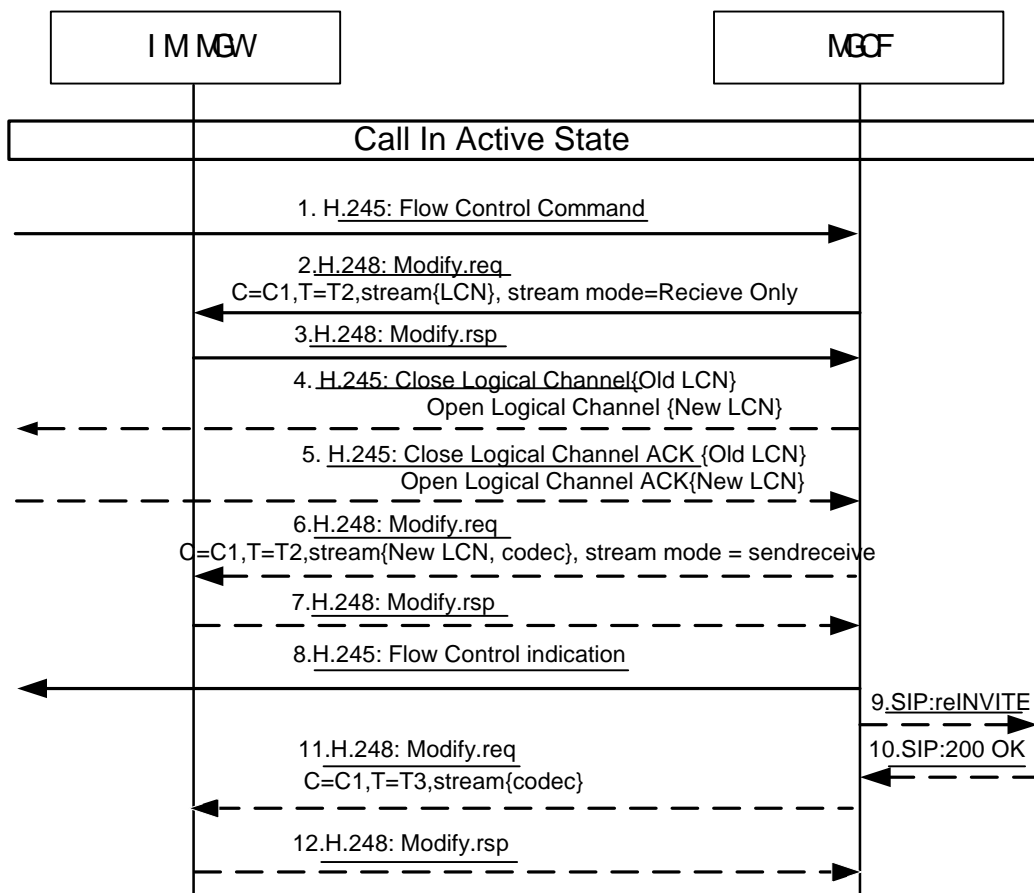 IM MGW
MGCF
Call In Active State
1. H.245: Flow Control Command
2.H.248: Modify.req
C=C1,T=T2,stream{LCN}, stream mode=Recieve Only
3.H.248: Modify.rsp
4. H.245: Close Logical Channel{Old LCN}
Open Logical Channel {New LCN}
5. H.245: Close Logical Channel ACK {Old LCN}
Open Logical Channel ACK{New LCN}
6.H.248: Modify.req
C=C1,T=T2,stream{New LCN, codec}, stream mode = sendreceive
7.H.248: Modify.rsp
8.H.245: Flow Control indication
9.SIP:reINVITE
10.SIP:200 OK
11.H.248: Modify.req
C=C1,T=T3,stream{codec}
12.H.248: Modify.rsp